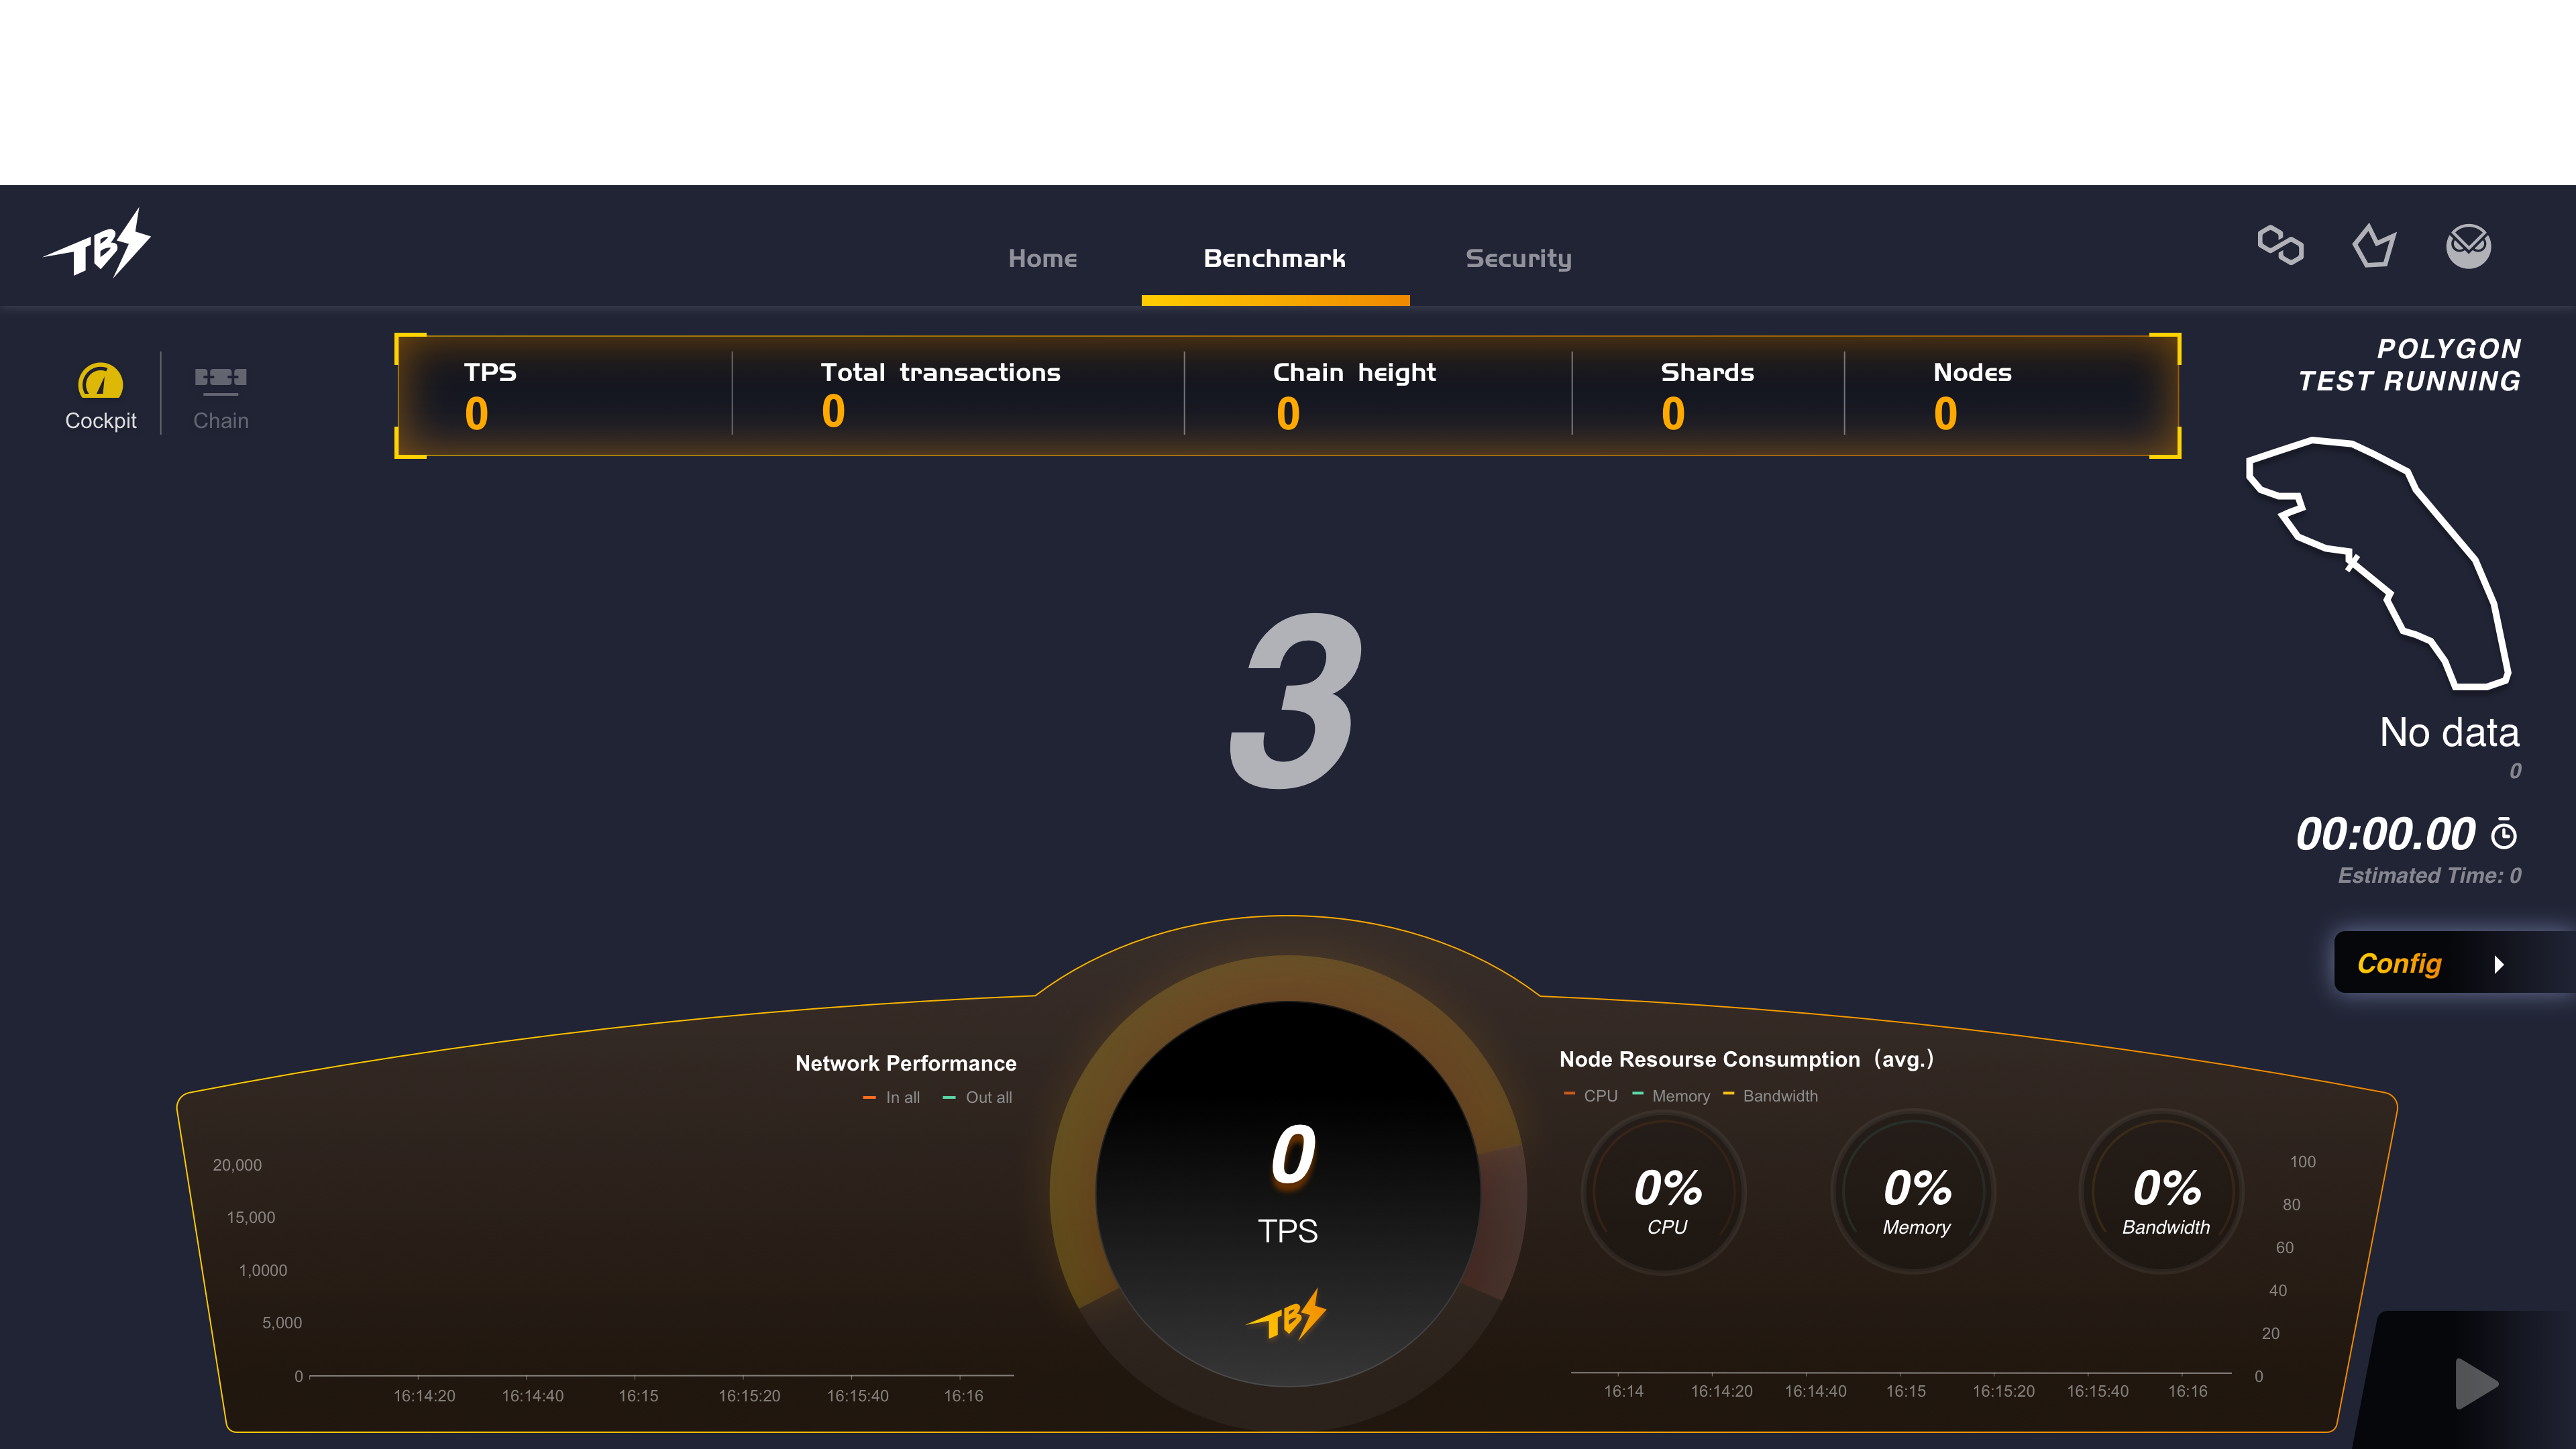 TBS
Home Benchmark Security
Cockpit Chain
TPS Total transactions Chain height Shards Nodes
0 0 0 0 0
POLYGON
TEST RUNNING
3
No data
0
00:00.00
Estimated Time: 0
Config
Network Performance
In all Out all
20,000
15,000
1,0000
5,000
0
16:14:20 16:14:40 16:15 16:15:20 16:15:40 16:16
0
TPS
TBS
Node Resourse Consumption (avg.)
CPU Memory Bandwidth
0% 0% 0%
CPU Memory Bandwidth
100
80
60
40
20
0
16:14 16:14:20 16:14:40 16:15 16:15:20 16:15:40 16:16